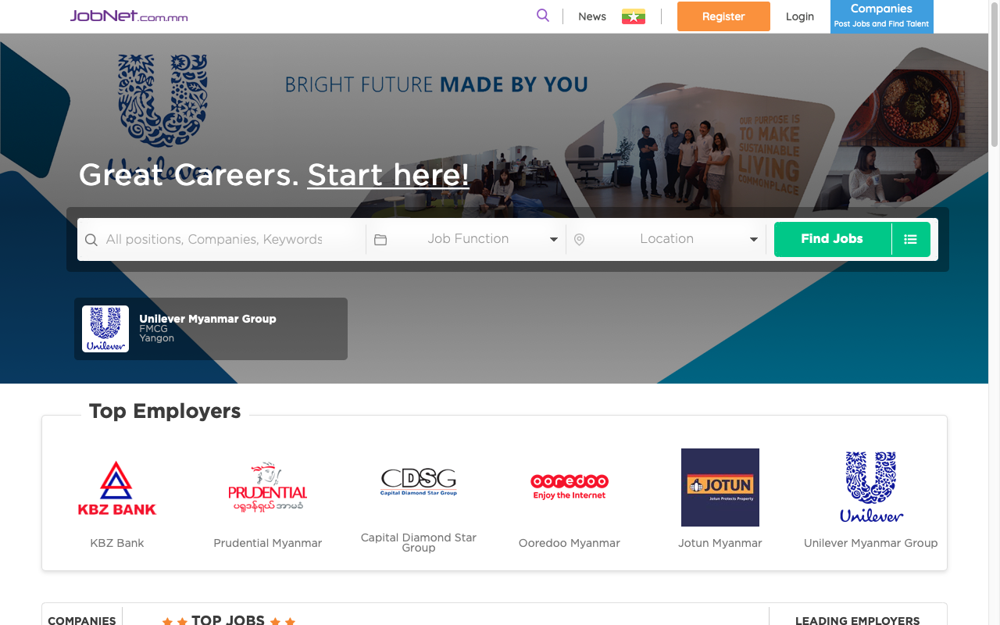 JobNet.com.mm
News
Register
Login
Companies
Post Jobs and Find Talent
BRIGHT FUTURE MADE BY YOU
Unilever
OUR PURPOSE IS
TO MAKE
SUSTAINABLE
LIVING
COMMONPLACE
Great Careers. Start here!
All positions, Companies, Keywords
Job Function
Location
Find Jobs
Unilever
Unilever Myanmar Group
FMCG
Yangon
Top Employers
KBZ BANK
KBZ Bank
PRUDENTIAL
ပရူဒန်ရှယ် အာမခံ
Prudential Myanmar
CDSG
Capital Diamond Star Group
Capital Diamond Star
Group
ooredoo
Enjoy the Internet
Ooredoo Myanmar
JOTUN
Jotun Protects Property
Jotun Myanmar
Unilever
Unilever Myanmar Group
COMPANIES
TOP JOBS
LEADING EMPLOYERS